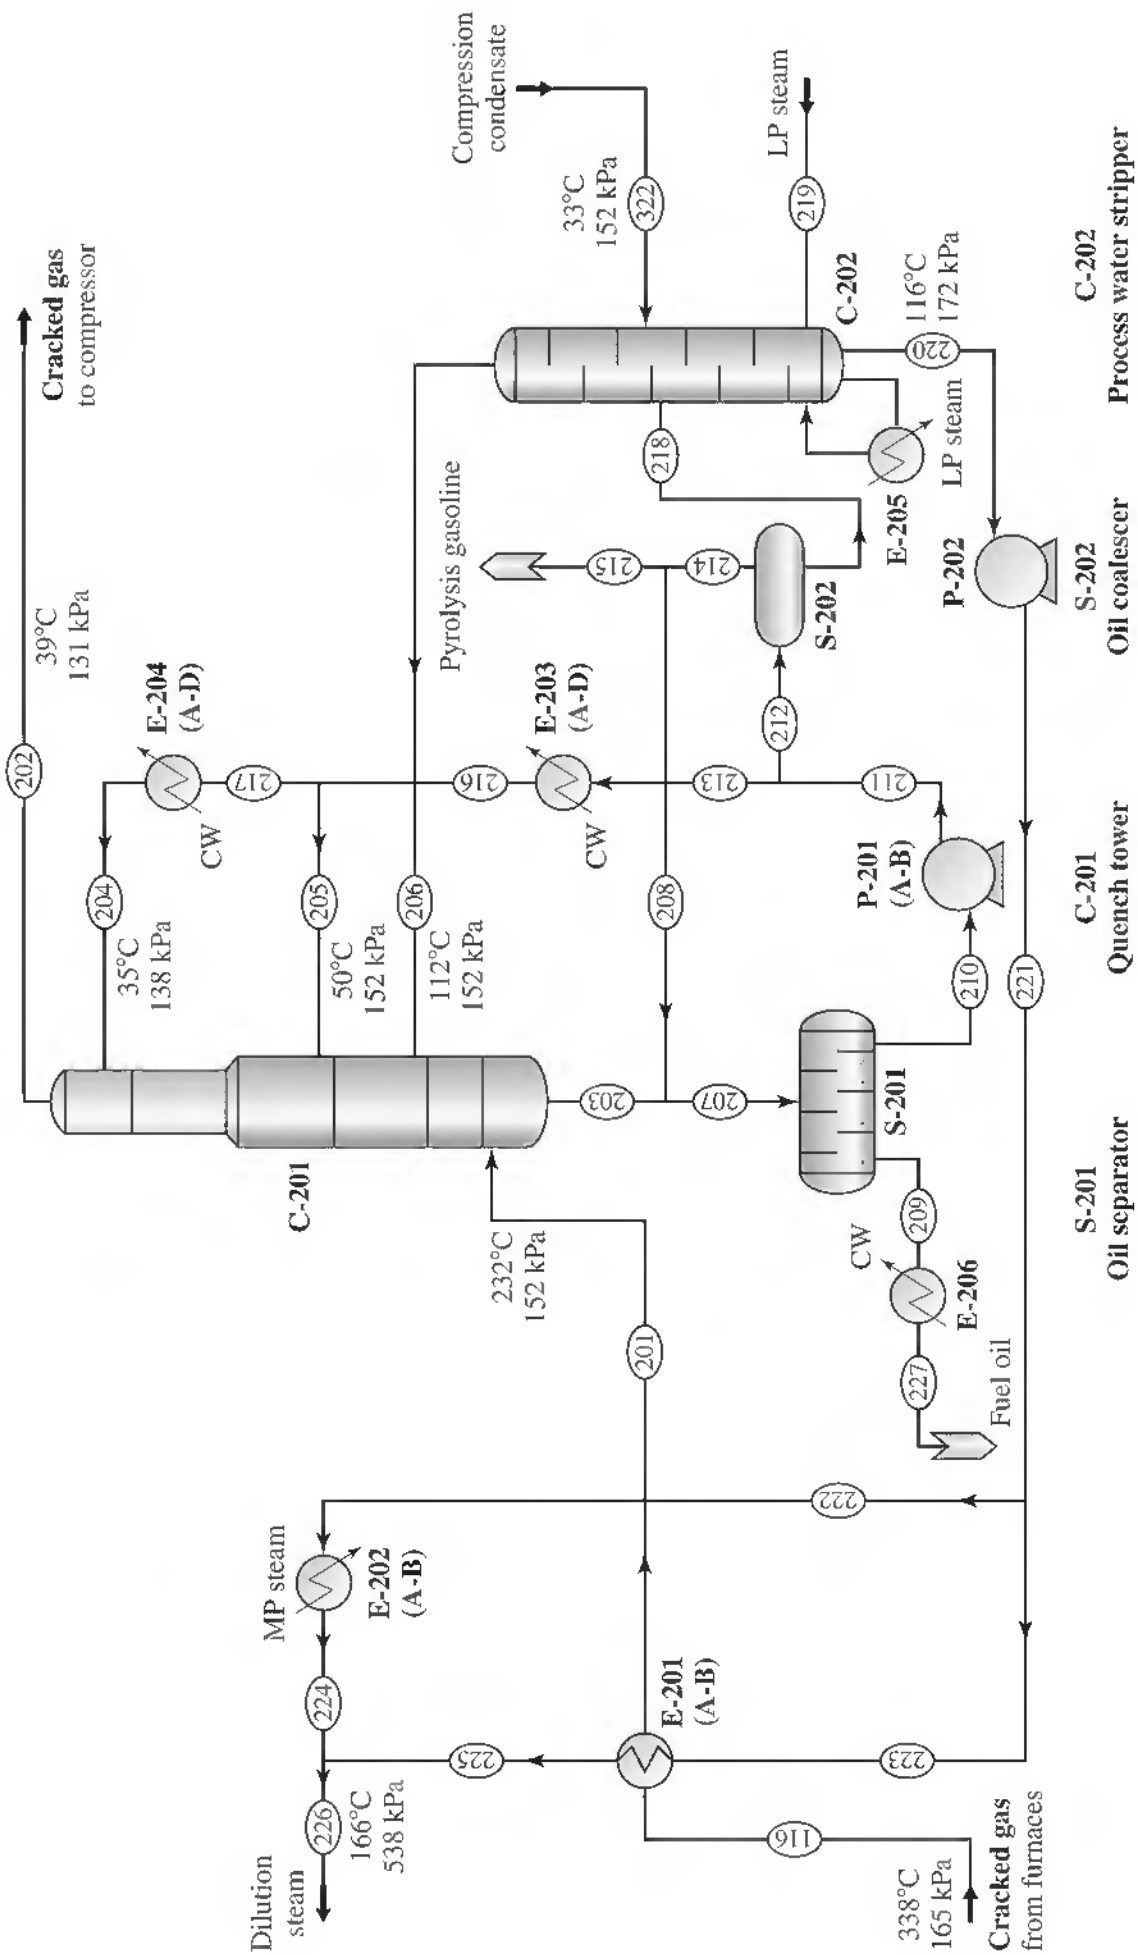 Dilution
steam
226
166°C
538 kPa
224
MP steam
E-202
(A-B)
225
222
E-201
(A-B)
223
116
338°C
165 kPa
Cracked gas
from furnaces
201
232°C
152 kPa
C-201
202
39°C
131 kPa
Cracked gas
to compressor
204
35°C
138 kPa
E-204
(A-D)
CW
217
205
50°C
152 kPa
206
112°C
152 kPa
216
E-203
(A-D)
CW
213
208
203
207
S-201
209
CW
E-206
227
Fuel oil
210
P-201
(A-B)
211
212
S-202
214
215
Pyrolysis gasoline
218
Compression
condensate
33°C
152 kPa
322
LP steam
219
C-202
116°C
172 kPa
220
E-205
LP steam
P-202
221
S-201
Oil separator
C-201
Quench tower
S-202
Oil coalescer
C-202
Process water stripper